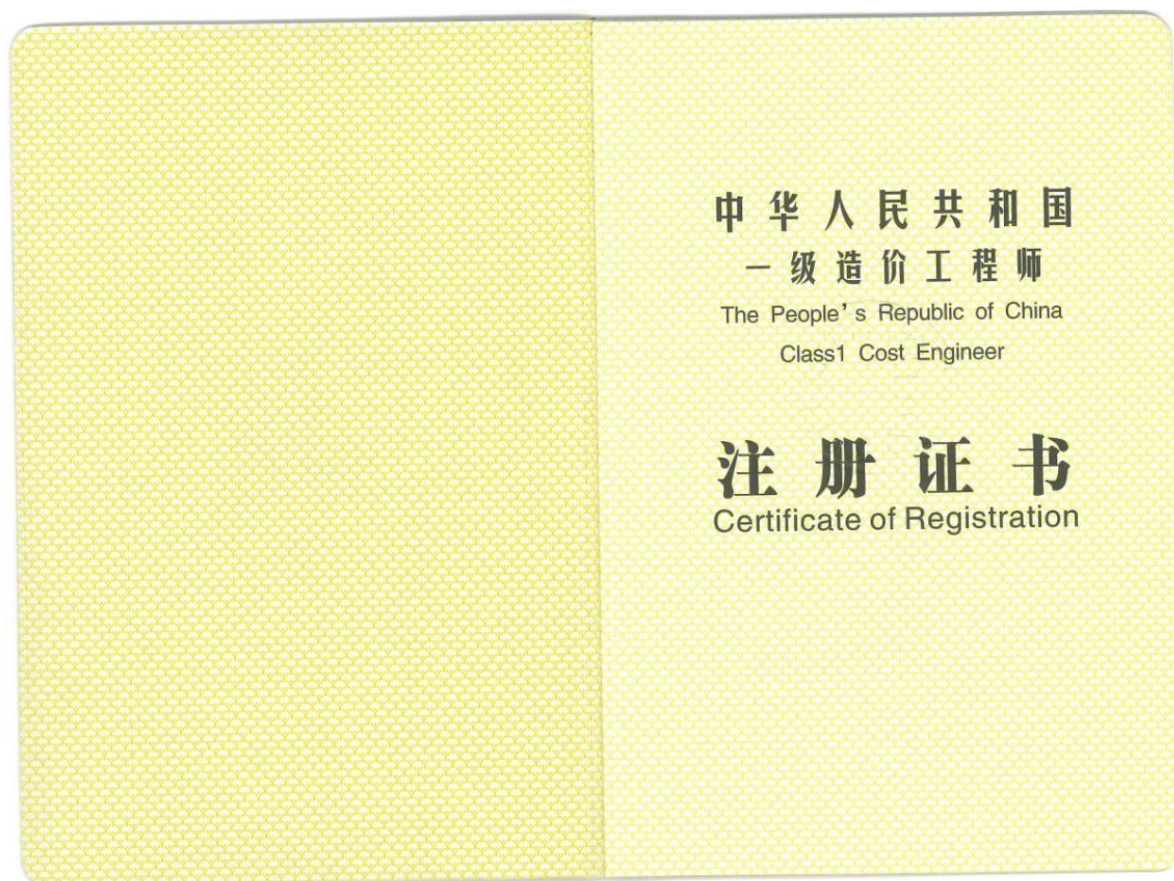 中华人民共和国
一级造价工程师
The People's Republic of China
Class1 Cost Engineer
注册证书
Certificate of Registration